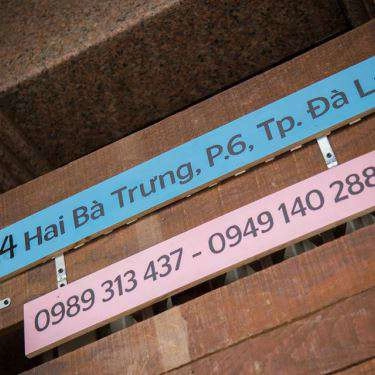 4 Hai Bà Trưng, P.6, Tp. Đà L
0989 313 437 - 0949 140 288